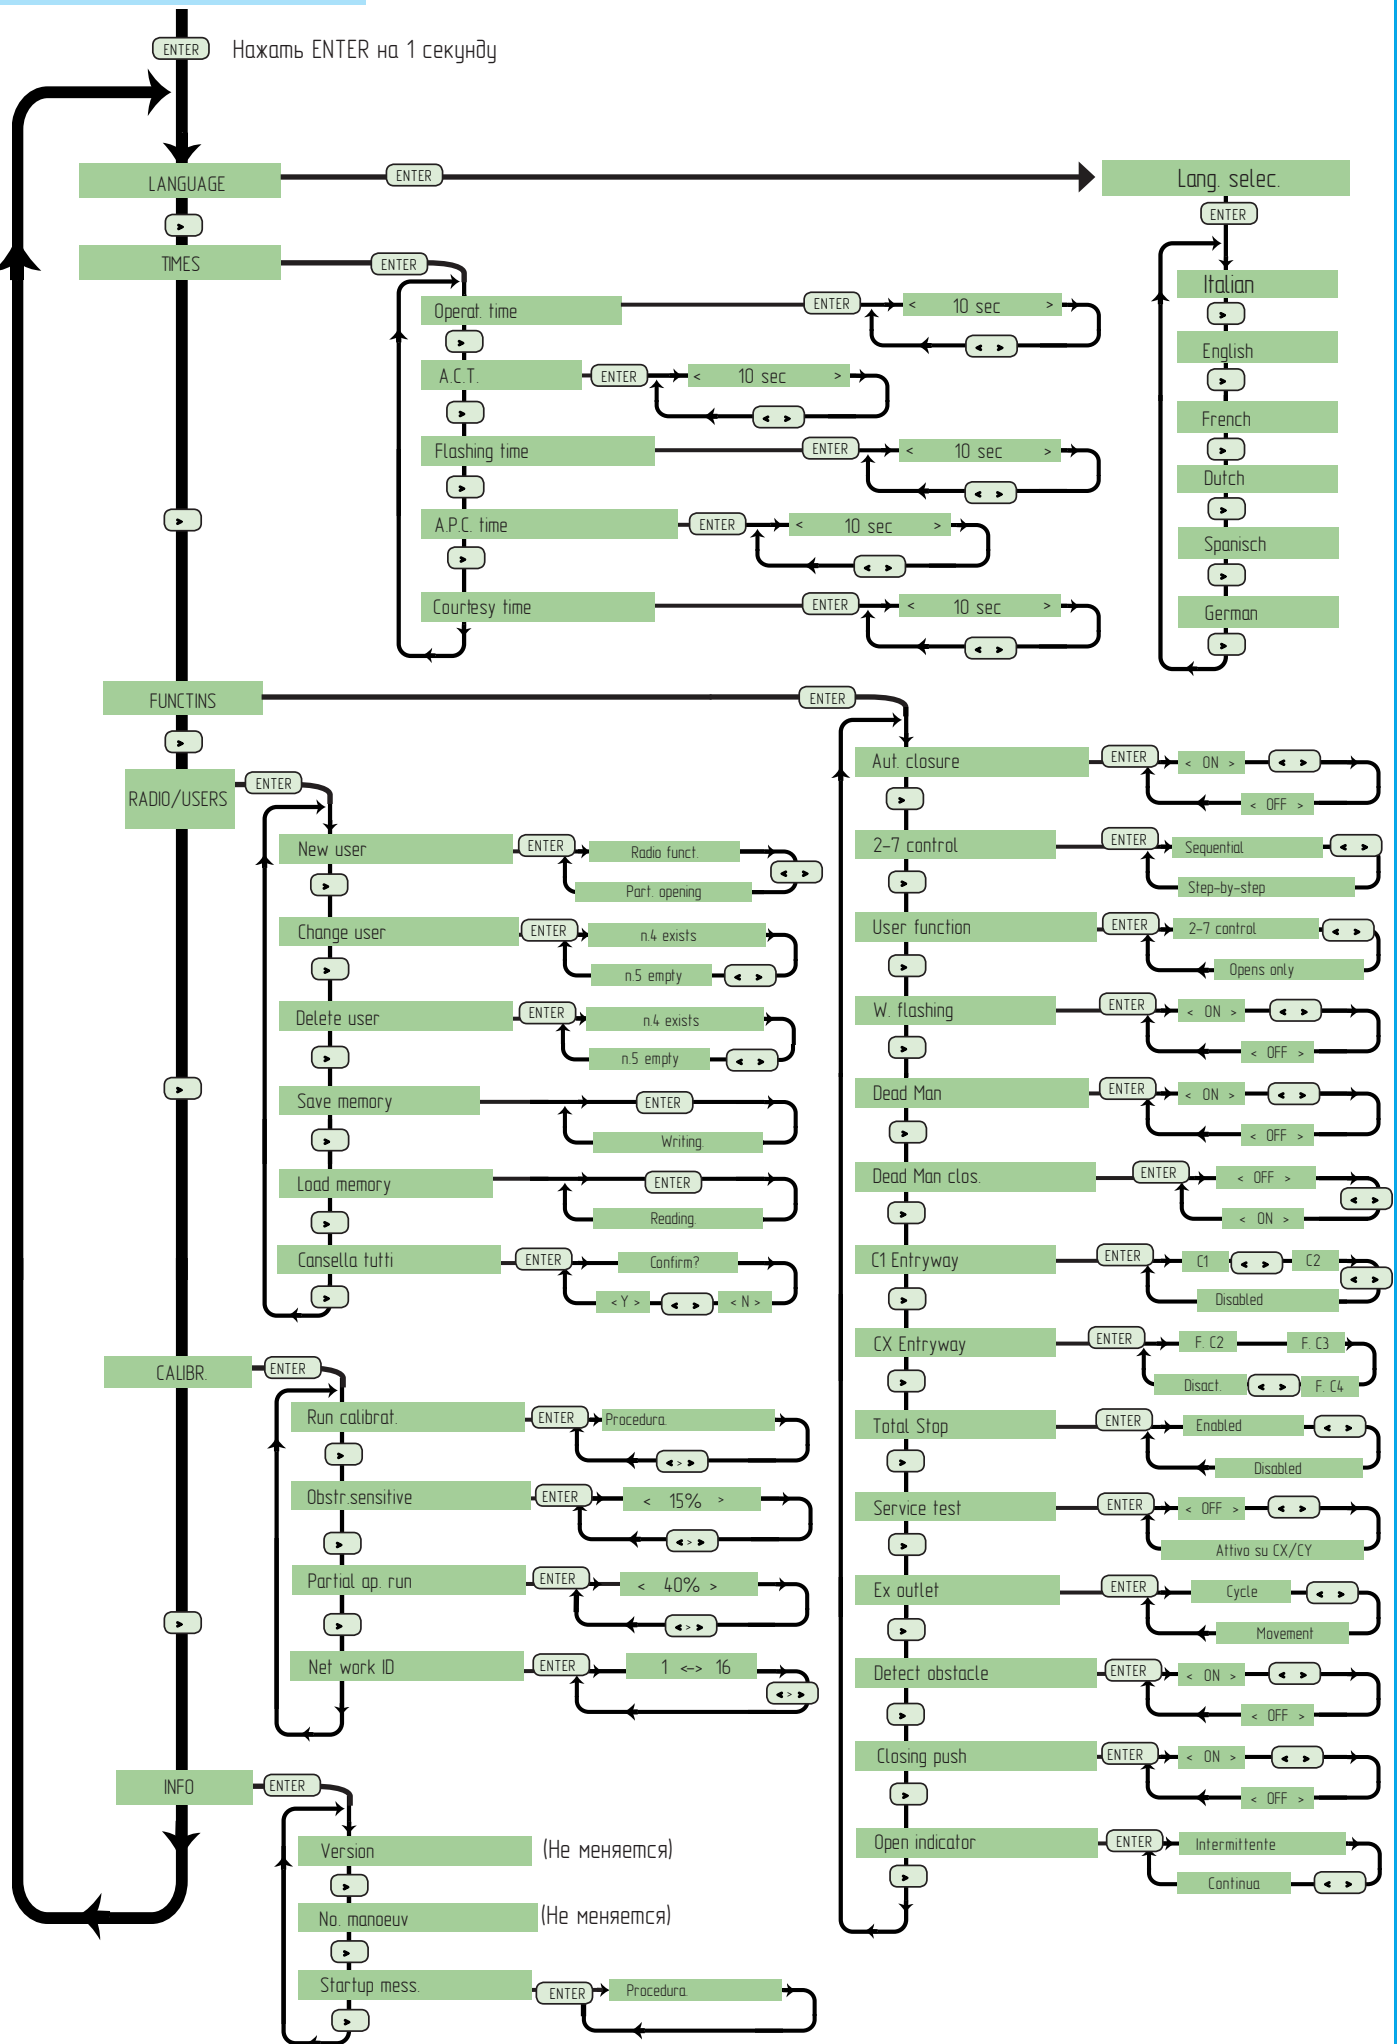 ENTER Нажать ENTER на 1 секунду
LANGUAGE ENTER Lang. selec.
ENTER
>
TIMES ENTER
Italian
>
English
>
French
>
Dutch
>
Spanisch
>
German
>
Operat. time ENTER < 10 sec >
< >
>
A.C.T. ENTER < 10 sec >
< >
>
Flashing time ENTER < 10 sec >
< >
>
A.P.C. time ENTER < 10 sec >
< >
>
Courtesy time ENTER < 10 sec >
< >
>
FUNCTINS ENTER
Aut. closure ENTER < ON > < >
< OFF >
>
2-7 control ENTER Sequential < >
Step-by-step
>
User function ENTER 2-7 control < >
Opens only
>
W. flashing ENTER < ON > < >
< OFF >
>
Dead Man ENTER < ON > < >
< OFF >
>
Dead Man clos. ENTER < OFF >
< >
< ON >
>
C1 Entryway ENTER C1 < > C2
< >
Disabled
>
CX Entryway ENTER F. C2 F. C3
Disact. < > F. C4
>
Total Stop ENTER Enabled < >
Disabled
>
Service test ENTER < OFF > < >
Attivo su CX/CY
>
Ex outlet ENTER Cycle < >
Movement
>
Detect obstacle ENTER < ON > < >
< OFF >
>
Closing push ENTER < ON > < >
< OFF >
>
Open indicator ENTER Intermittente
Continua < >
>
>
RADIO/USERS ENTER
New user ENTER Radio funct.
< >
Part. opening
>
Change user ENTER n.4 exists
n.5 empty < >
>
Delete user ENTER n.4 exists
n.5 empty < >
>
Save memory ENTER
Writing.
>
Load memory ENTER
Reading.
>
Cansella tutti ENTER Confirm?
< Y > < > < N >
>
>
CALIBR. ENTER
Run calibrat. ENTER Procedura.
< > >
>
Obstr.sensitive ENTER < 15% >
< > >
>
Partial ap. run ENTER < 40% >
< > >
>
Net work ID ENTER 1 <-> 16
< > >
>
INFO ENTER
Version (Не меняется)
>
No. manoeuv (Не меняется)
>
Startup mess. ENTER Procedura.
>